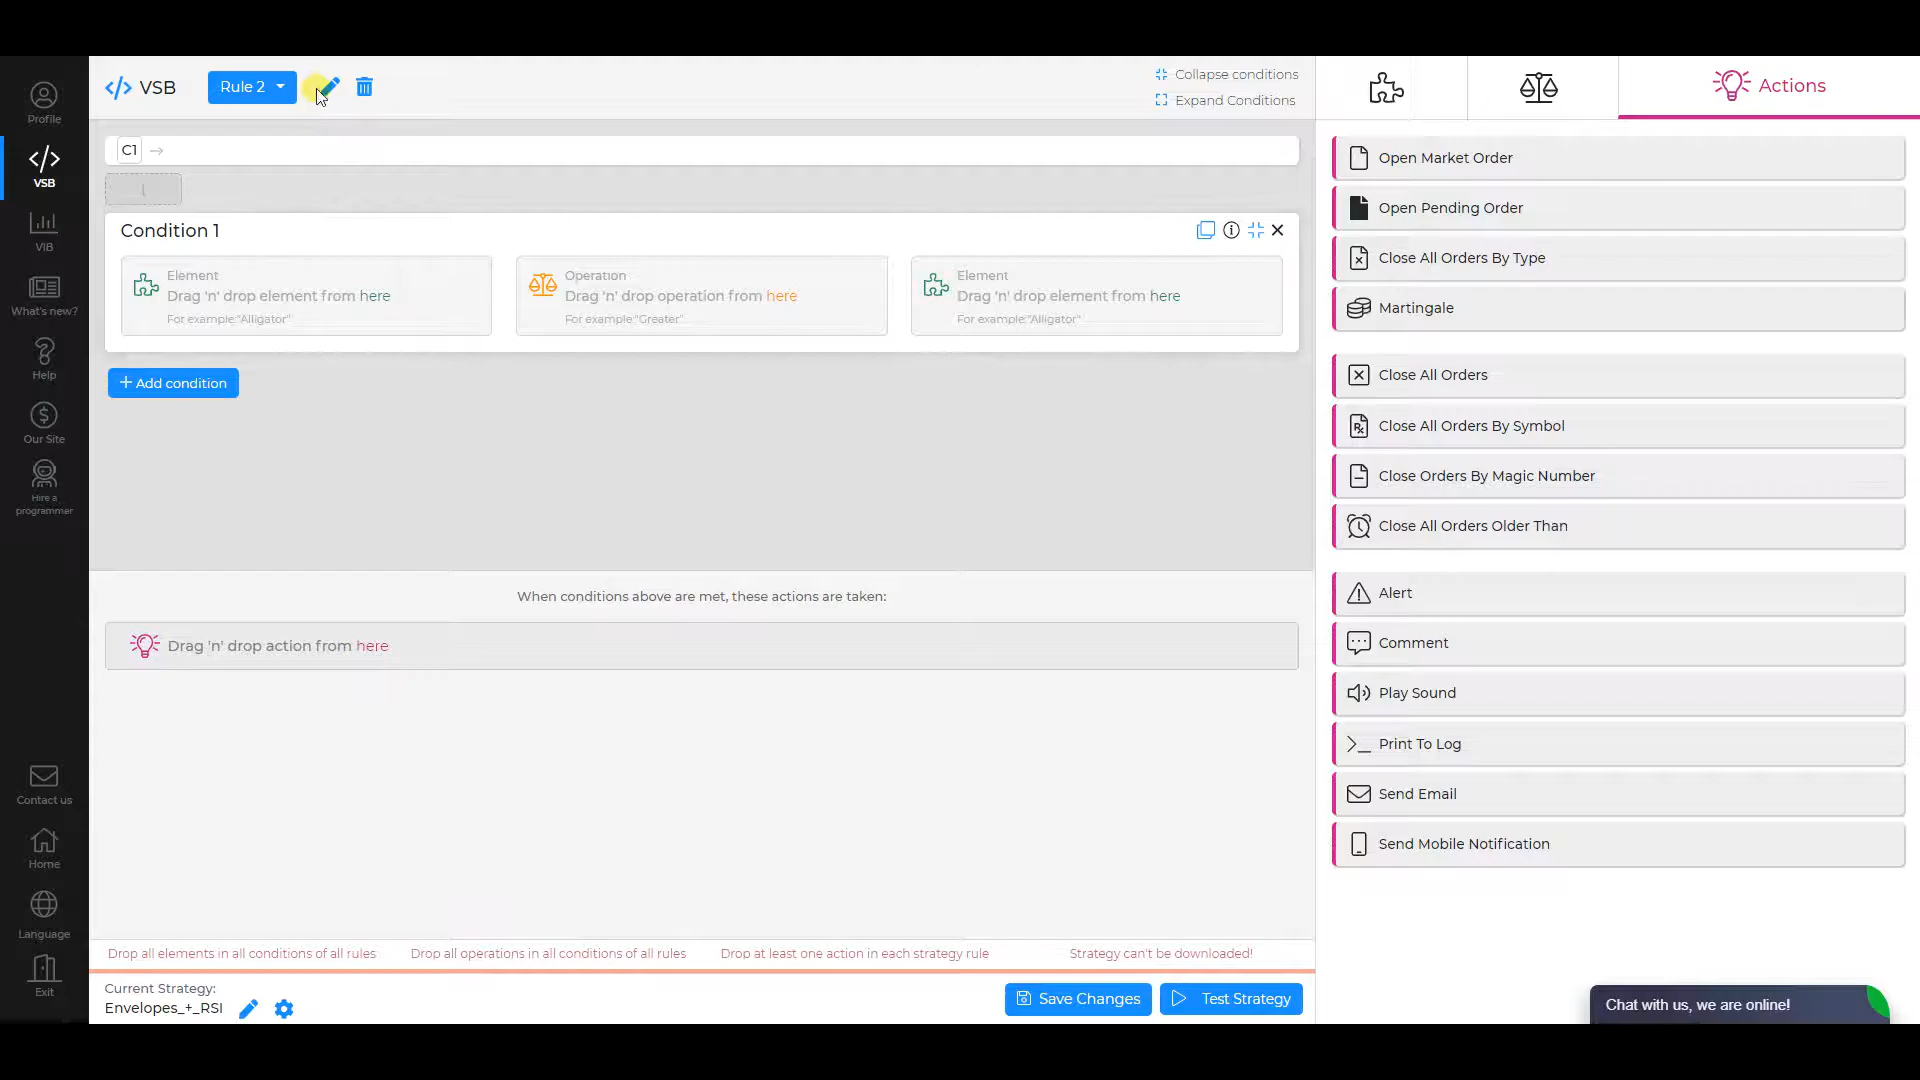 VSB
Rule 2
Collapse conditions
Expand Conditions
Actions
Profile
VSB
VIB
What's new?
Help
Our Site
Hire a
programmer
Contact us
Home
Language
Exit
C1 →
(
Condition 1
Element
Drag 'n' drop element from here
For example:"Alligator"
Operation
Drag 'n' drop operation from here
For example:"Greater"
Element
Drag 'n' drop element from here
For example:"Alligator"
+ Add condition
When conditions above are met, these actions are taken:
Drag 'n' drop action from here
Drop all elements in all conditions of all rules
Drop all operations in all conditions of all rules
Drop at least one action in each strategy rule
Strategy can't be downloaded!
Current Strategy:
Envelopes_+_RSI
Save Changes
Test Strategy
Open Market Order
Open Pending Order
Close All Orders By Type
Martingale
Close All Orders
Close All Orders By Symbol
Close Orders By Magic Number
Close All Orders Older Than
Alert
Comment
Play Sound
Print To Log
Send Email
Send Mobile Notification
Chat with us, we are online!